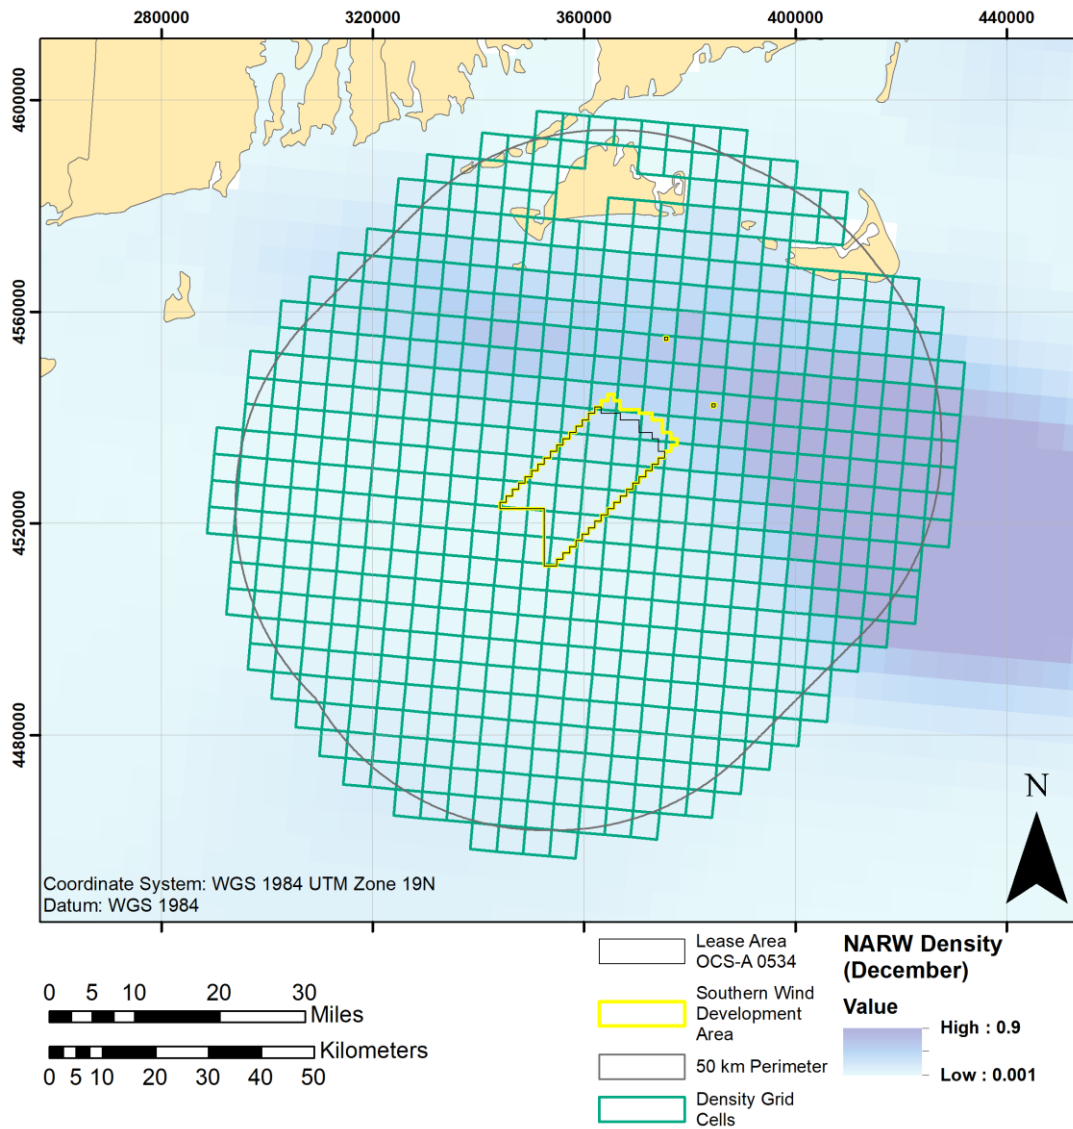 280000 320000 360000 400000 440000
4600000
4560000
4520000
4480000
N
Coordinate System: WGS 1984 UTM Zone 19N
Datum: WGS 1984
0 5 10 20 30
Miles
Kilometers
0 5 10 20 30 40 50
Lease Area
OCS-A 0534
Southern Wind
Development
Area
50 km Perimeter
Density Grid
Cells
NARW Density
(December)
Value
High : 0.9
Low : 0.001